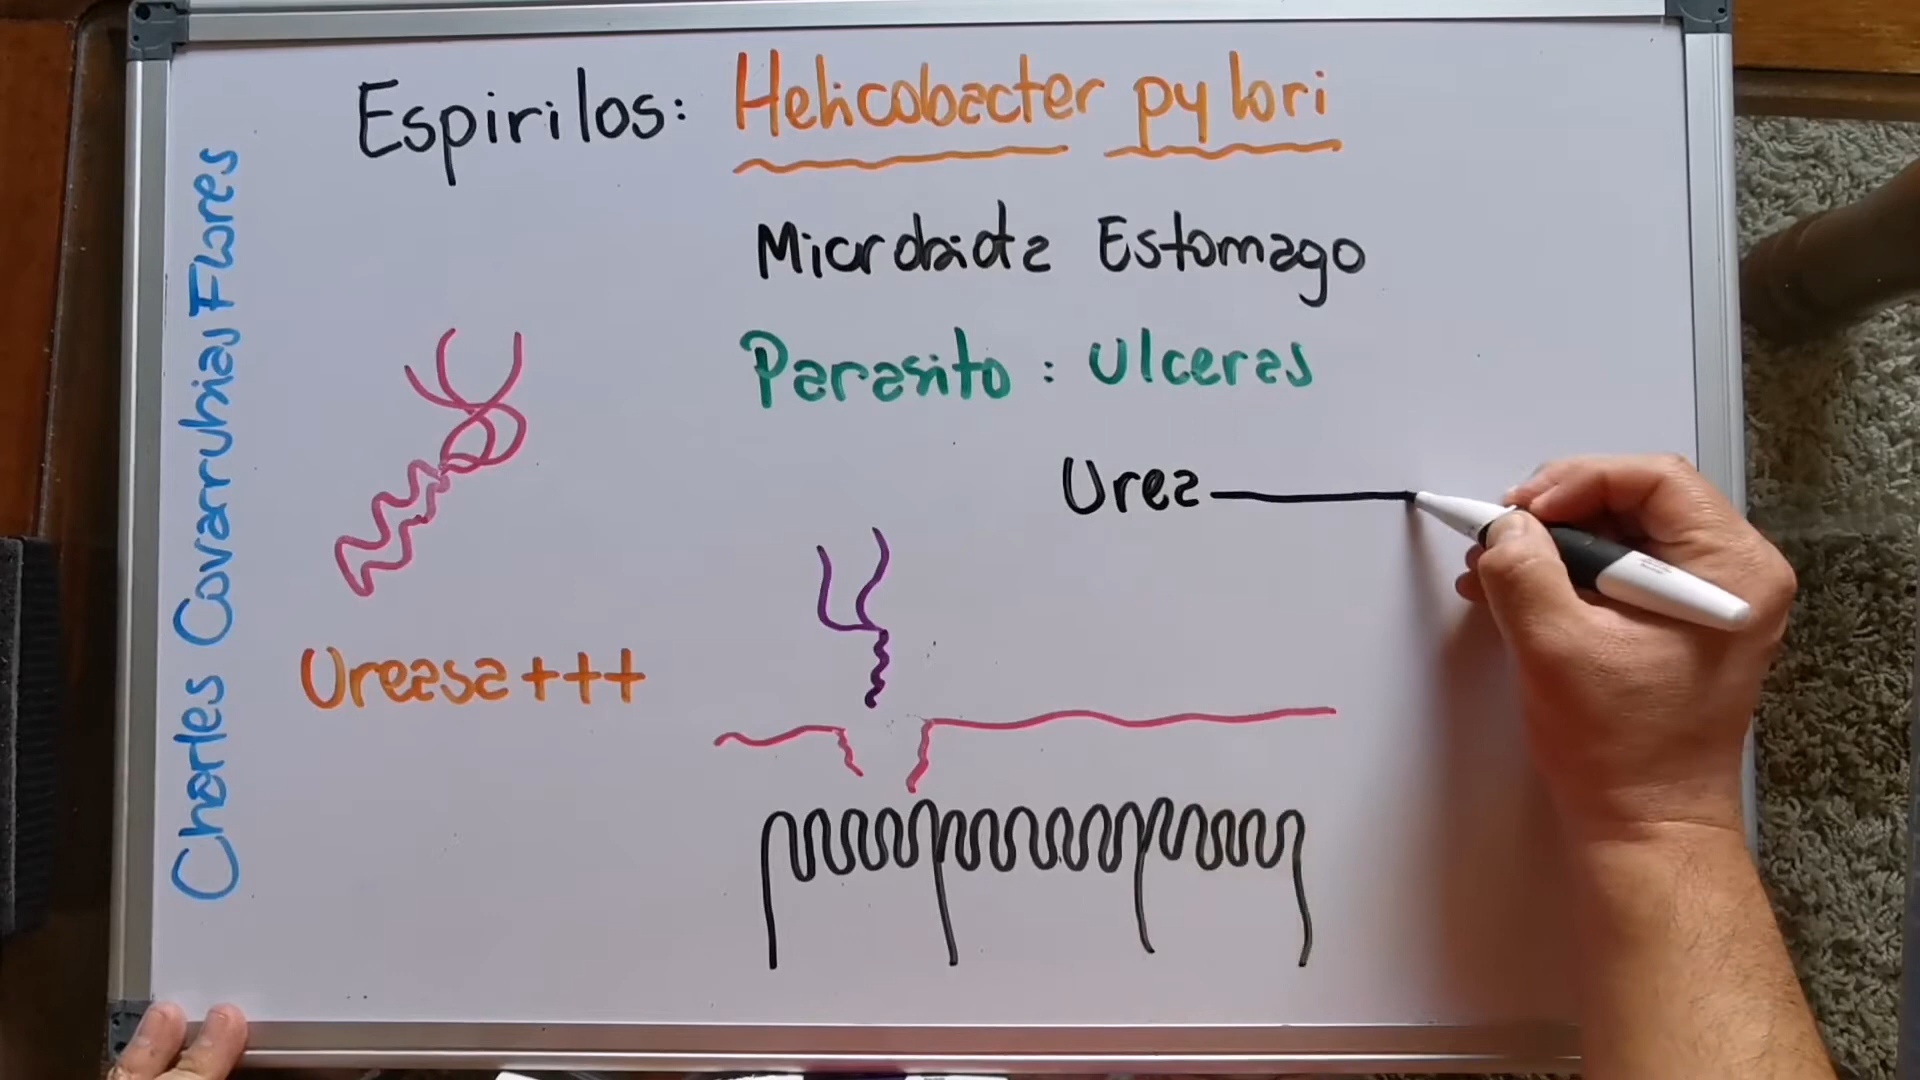 Espirilos: Helicobacter pylori
Microbiota Estomago
Parasito: Ulceras
Urea
Ureasa +++
Charles Covarrubias Flores